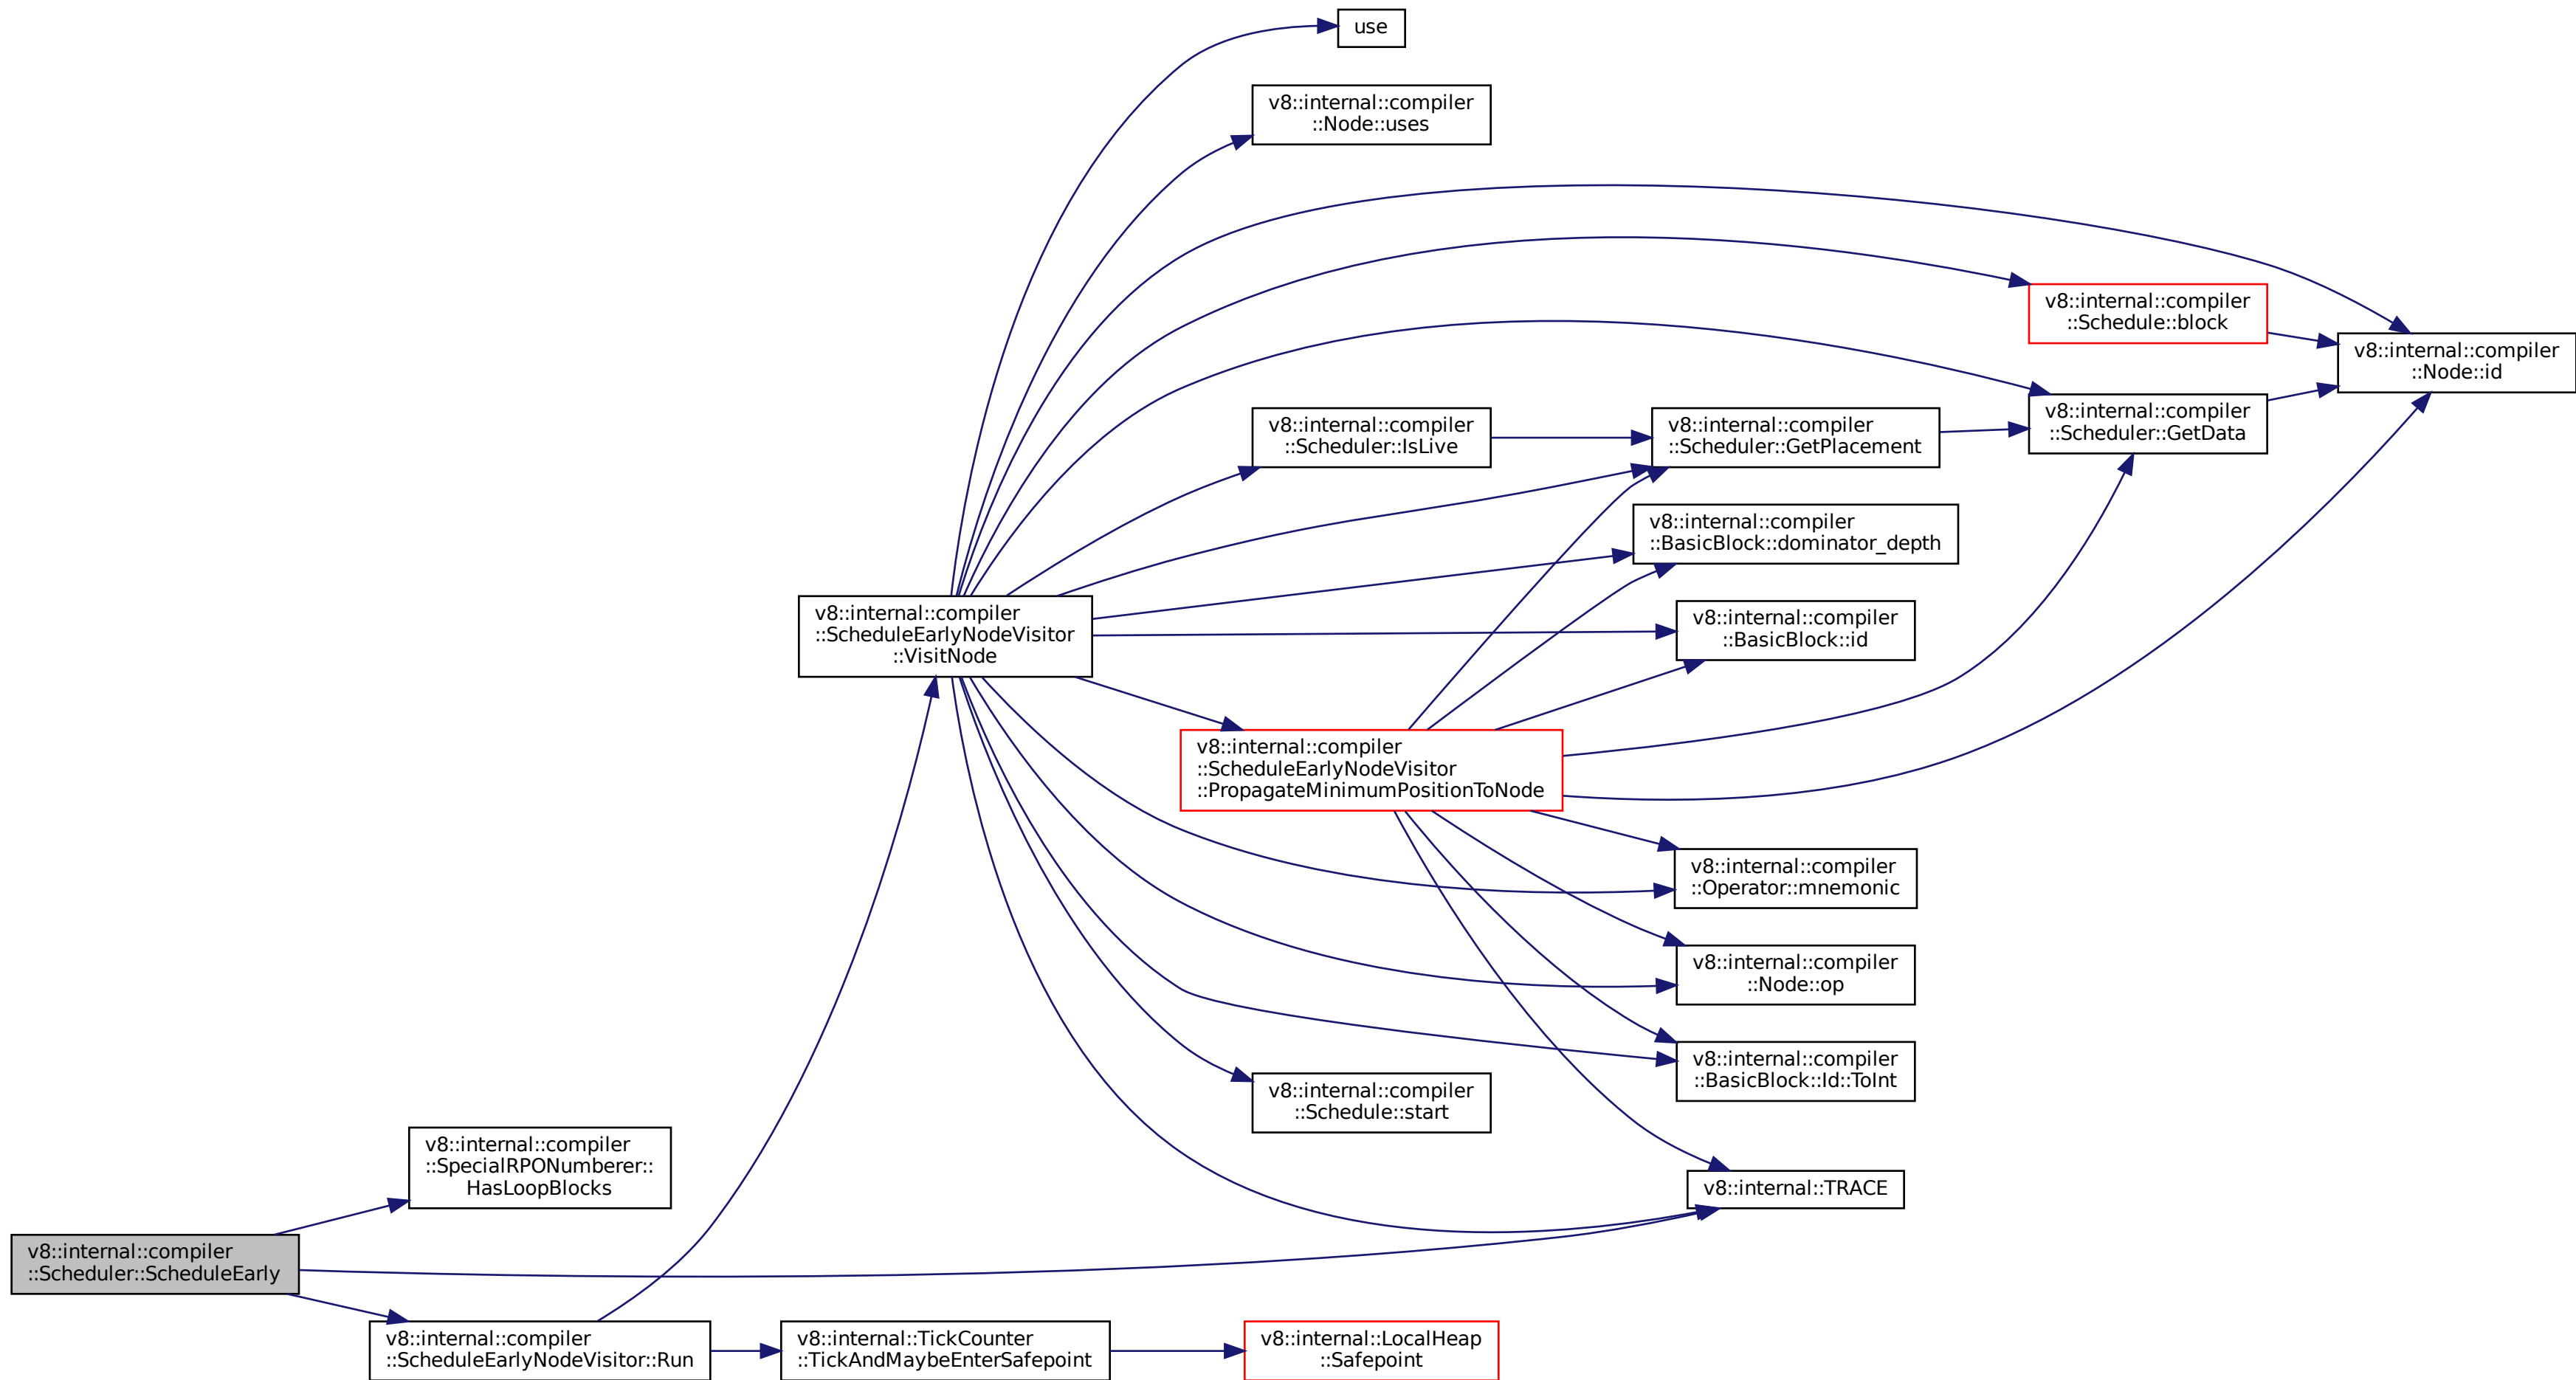 use
v8::internal::compiler
::Node::uses
v8::internal::compiler
::Schedule::block
v8::internal::compiler
::Node::id
v8::internal::compiler
::Scheduler::IsLive
v8::internal::compiler
::Scheduler::GetPlacement
v8::internal::compiler
::Scheduler::GetData
v8::internal::compiler
::BasicBlock::dominator_depth
v8::internal::compiler
::ScheduleEarlyNodeVisitor
::VisitNode
v8::internal::compiler
::BasicBlock::id
v8::internal::compiler
::ScheduleEarlyNodeVisitor
::PropagateMinimumPositionToNode
v8::internal::compiler
::Operator::mnemonic
v8::internal::compiler
::Node::op
v8::internal::compiler
::BasicBlock::Id::ToInt
v8::internal::compiler
::Schedule::start
v8::internal::compiler
::SpecialRPONumberer::
HasLoopBlocks
v8::internal::TRACE
v8::internal::compiler
::Scheduler::ScheduleEarly
v8::internal::compiler
::ScheduleEarlyNodeVisitor::Run
v8::internal::TickCounter
::TickAndMaybeEnterSafepoint
v8::internal::LocalHeap
::Safepoint